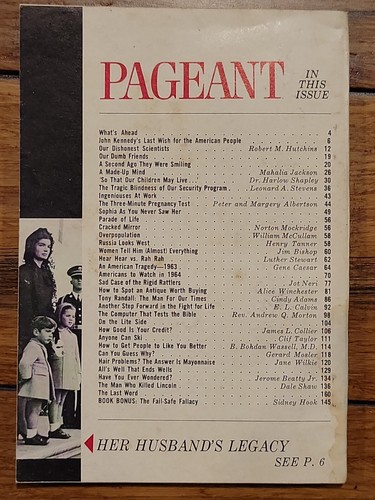 PAGEANT
IN
THIS
ISSUE
What's Ahead 4
John Kennedy's Last Wish for the American People 6
Our Dishonest Scientists Robert M. Hutchins 12
Our Dumb Friends 19
A Second Ago They Were Smiling 20
A Made-Up Mind Mahalia Jackson 26
'So That Our Children May Live . . .' Dr. Harlow Shapley 30
The Tragic Blindness of Our Security Program Leonard A. Stevens 36
Ingeniouses At Work 43
The Three-Minute Pregnancy Test Peter and Margery Elbertson 44
Sophia As You Never Saw Her 49
Parade of Life 56
Cracked Mirror Norton Mockridge 56
Overpopulation William McCullam 58
Russia Looks West Henry Tanner 58
Women Tell Him (Almost) Everything Jim Bishop 60
Hear Hear vs. Rah Rah Luther Stewert 62
An American Tragedy—1963 Gene Caesar 64
Americans to Watch in 1964 70
Sad Case of the Rigid Rattlers Jot Neri 77
How to Spot an Antique Worth Buying Alice Winchester 81
Tony Randall: The Man For Our Times Cindy Adams 86
Another Step Forward in the Fight for Life E. L. Calvin 92
The Computer That Tests the Bible Rev. Andrew Q. Morton 98
On the Lite Side 104
How Good Is Your Credit? James L. Collier 106
Anyone Can Ski Clif Taylor 111
How to Get People to Like You Better B. Bohdan Wassell, M.D. 114
Can You Guess Why? Gerard Mosler 118
Hair Problems? The Answer Is Mayonnaise Jane Wilkie 120
All's Well That Ends Wells 129
Have You Ever Wondered? Jerome Beatty Jr. 134
The Man Who Killed Lincoln Dale Shaw 136
The Last Word 160
BOOK BONUS: The Fail-Safe Fallacy Sidney Hook 145
HER HUSBAND'S LEGACY
SEE P. 6